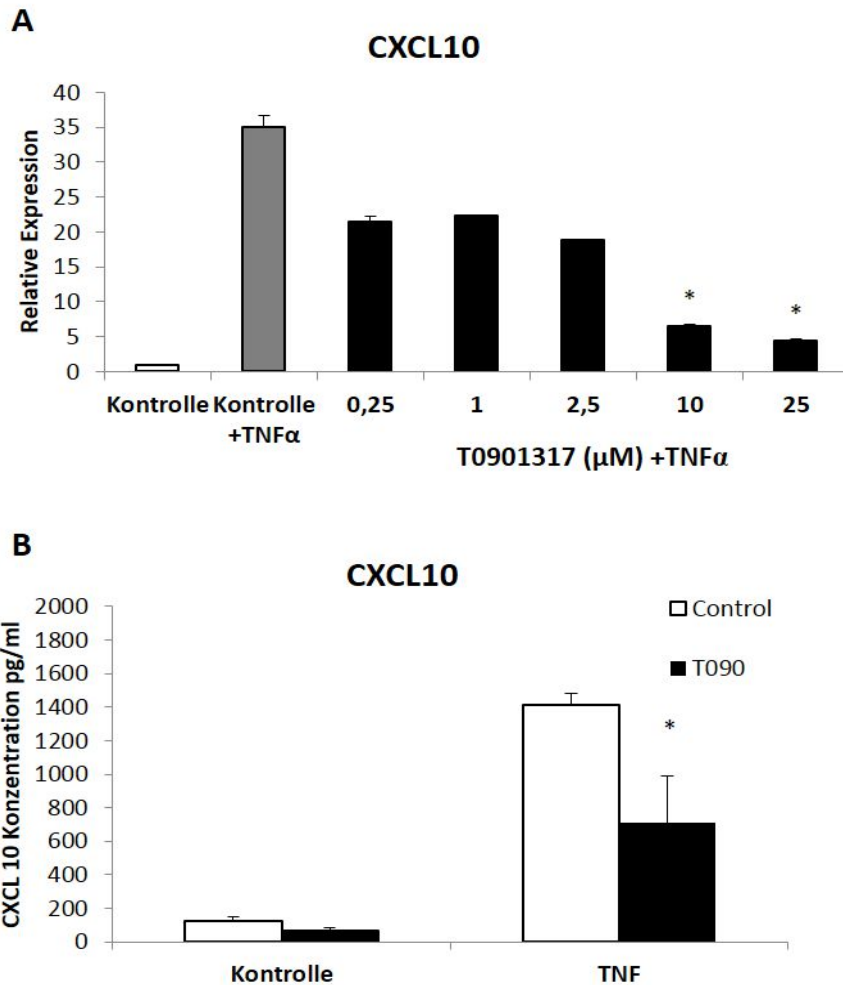 A
CXCL10
Relative Expression
40
35
30
25
20
15
10
5
0
*
*
Kontrolle Kontrolle 0,25 1 2,5 10 25
+TNFα
T0901317 (µM) +TNFα
B
CXCL10
CXCL 10 Konzentration pg/ml
2000
1800
1600
1400
1200
1000
800
600
400
200
0
Control
T090
*
Kontrolle TNF